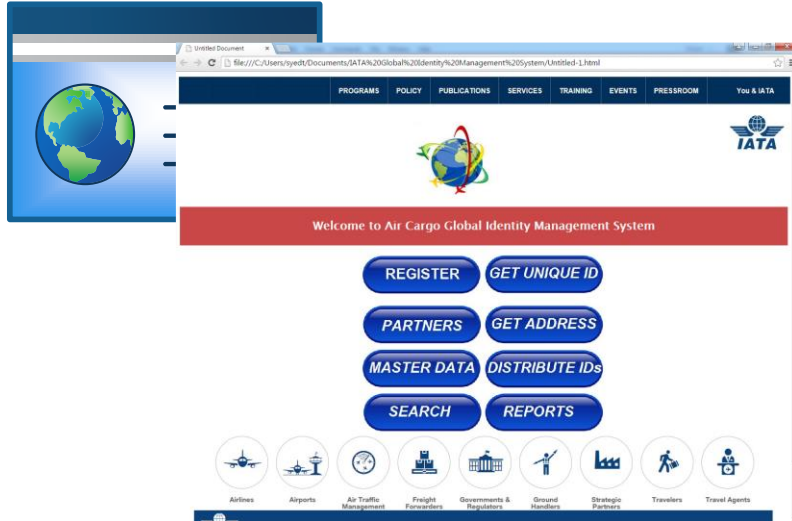 Untitled Document
file:///C:/Users/syedt/Documents/IATA%20Global%20Identity%20Management%20System/Untitled-1.html
PROGRAMS POLICY PUBLICATIONS SERVICES TRAINING EVENTS PRESSROOM You & IATA
IATA
Welcome to Air Cargo Global Identity Management System
REGISTER GET UNIQUE ID
PARTNERS GET ADDRESS
MASTER DATA DISTRIBUTE IDs
SEARCH REPORTS
Airlines Airports Air Traffic Freight Governments & Ground Strategic Travelers Travel Agents
Management Forwarders Regulators Handlers Partners